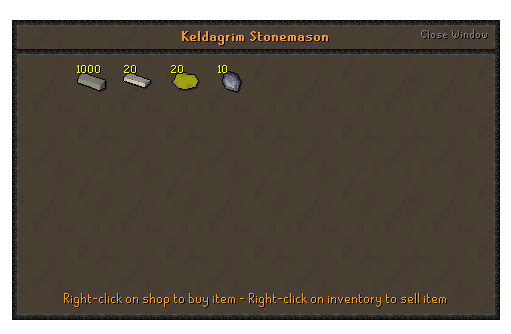 Keldagrim Stonemason
Close Window
1000 20 20 10
Right-click on shop to buy item - Right-click on inventory to sell item